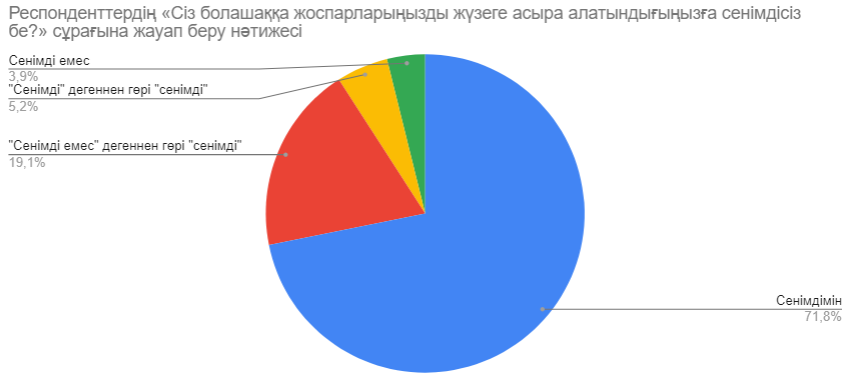 Респонденттердің «Сіз болашаққа жоспарларыңызды жүзеге асыра алатындығыңызға сенімдісіз
бе?» сұрағына жауап беру нәтижесі
Сенімді емес
3,9%
"Сенімді" дегеннен гөрі "сенімді"
5,2%
"Сенімді емес" дегеннен гөрі "сенімді"
19,1%
Сенімдімін
71,8%